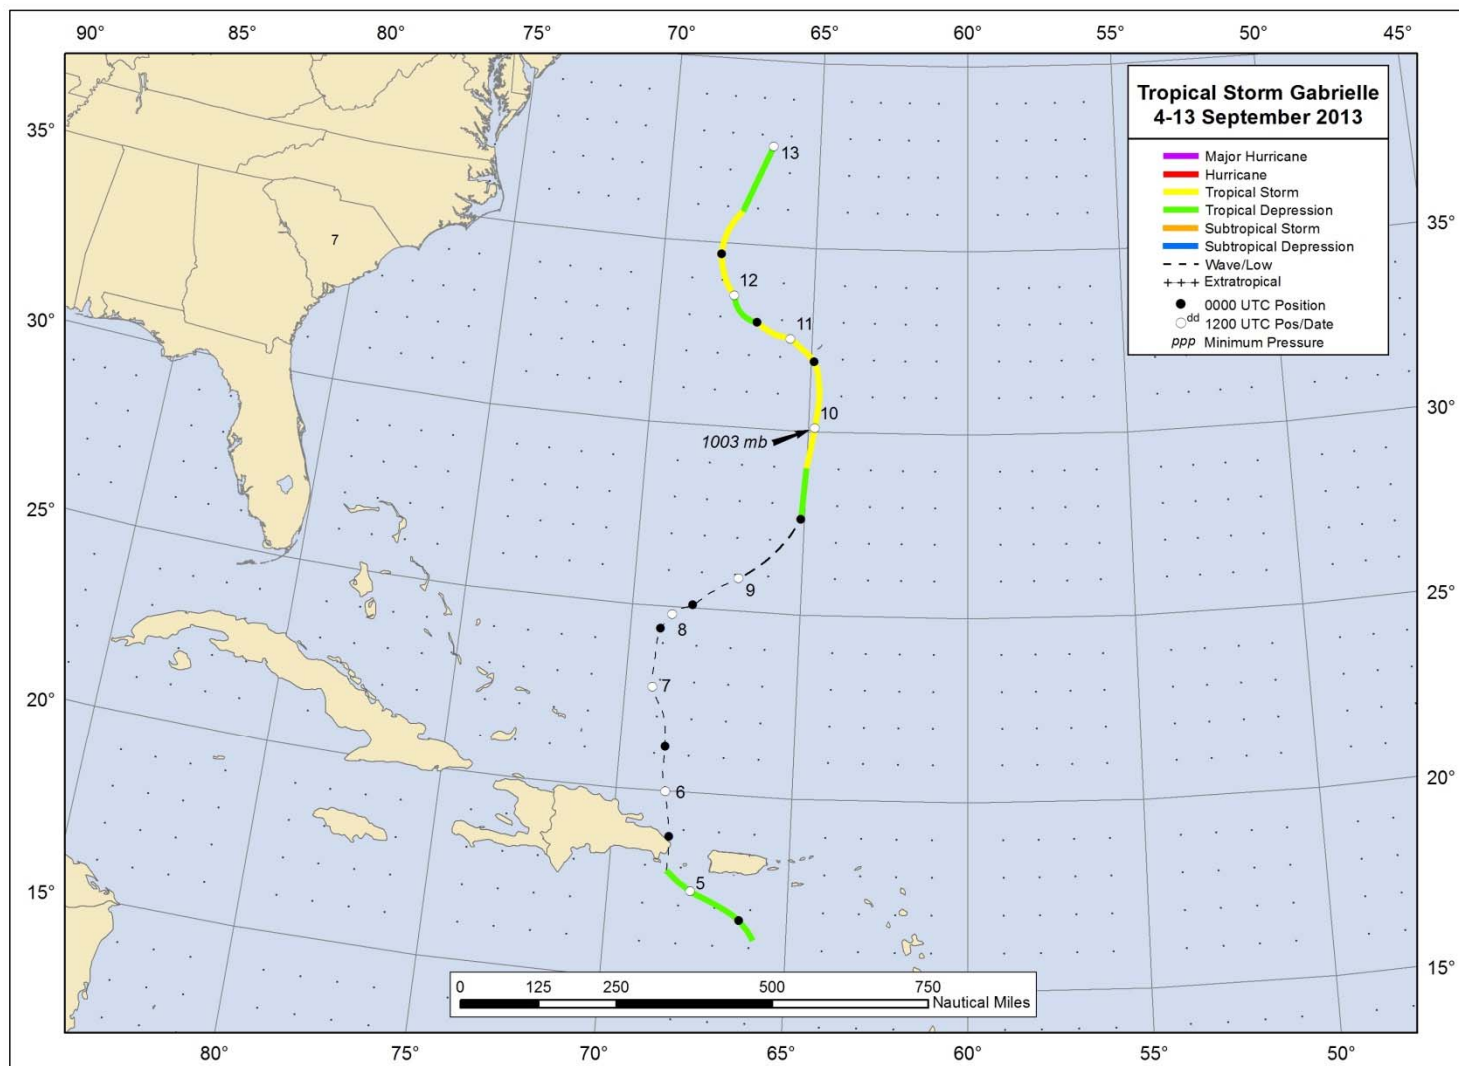 90° 85° 80° 75° 70° 65° 60° 55° 50° 45°
Tropical Storm Gabrielle
4-13 September 2013
Major Hurricane
Hurricane
Tropical Storm
Tropical Depression
Subtropical Storm
Subtropical Depression
Wave/Low
+++ Extratropical
0000 UTC Position
dd 1200 UTC Pos/Date
ppp Minimum Pressure
35°
13
35°
7
12
11
30°
10
30°
1003 mb
25°
9
25°
8
7
20°
6
20°
5
15°
15°
0 125 250 500 750
Nautical Miles
80° 75° 70° 65° 60° 55° 50°